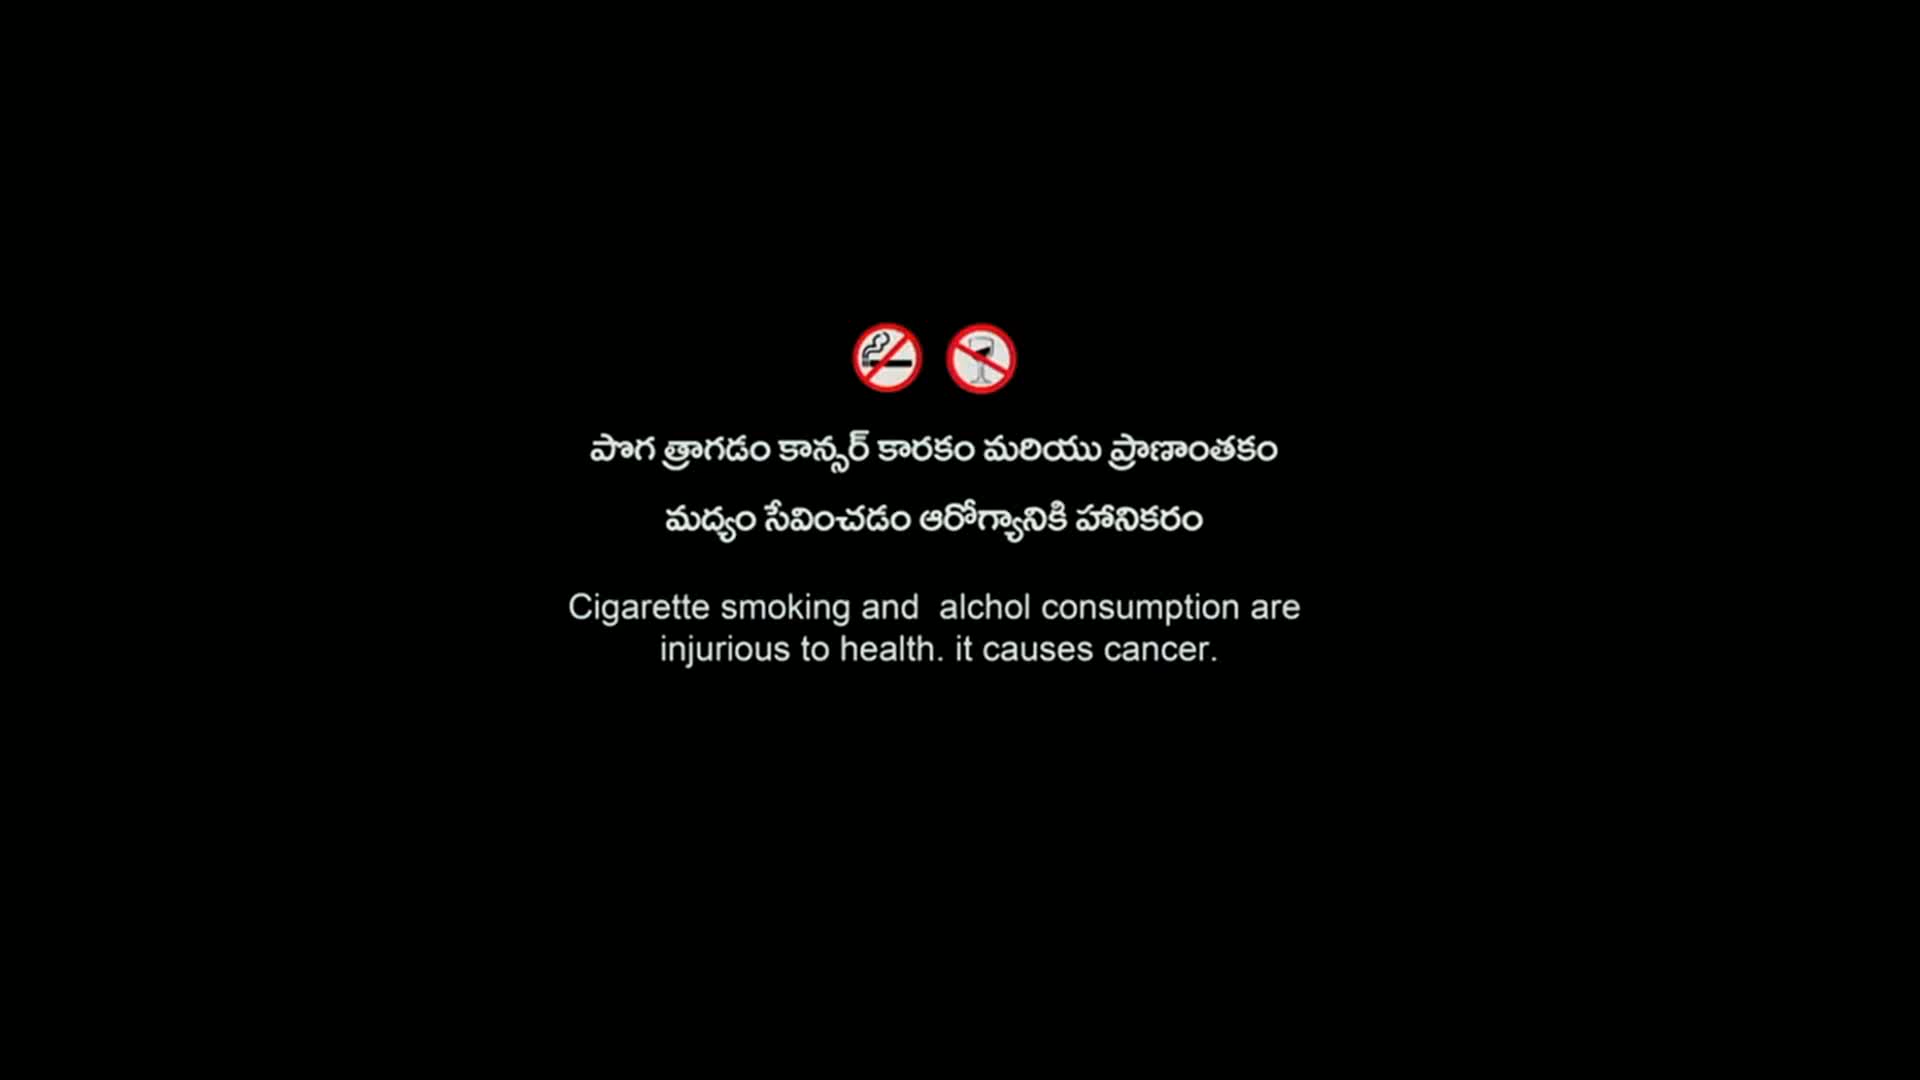 పొగ త్రాగడం కాన్సర్ కారకం మరియు ప్రాణాంతకం
మద్యం సేవించడం ఆరోగ్యానికి హానికరం
Cigarette smoking and  alchol consumption are
injurious to health. it causes cancer.